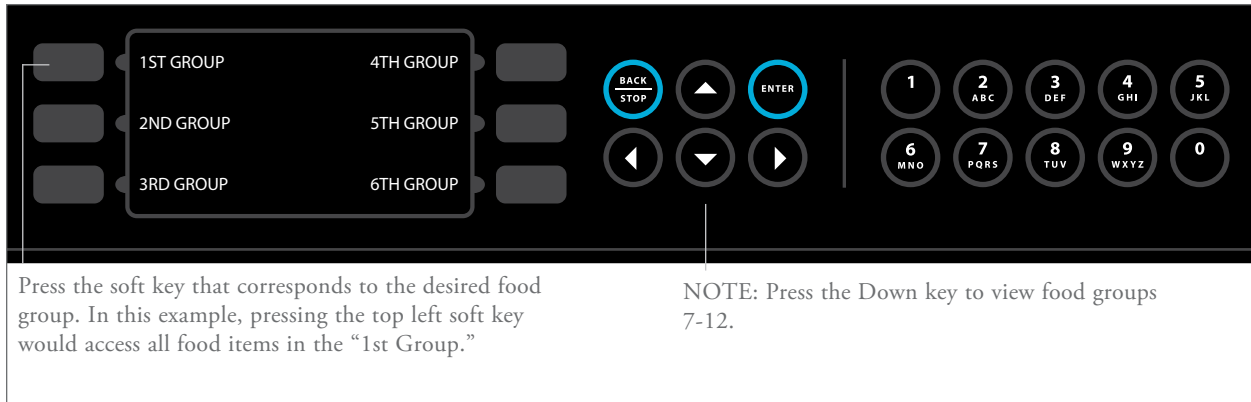 1ST GROUP
4TH GROUP
2ND GROUP
5TH GROUP
3RD GROUP
6TH GROUP
BACK
STOP
ENTER
1
2
ABC
3
DEF
4
GHI
5
JKL
6
MNO
7
PQRS
8
TUV
9
WXYZ
0
Press the soft key that corresponds to the desired food
group. In this example, pressing the top left soft key
would access all food items in the “1st Group.”
NOTE: Press the Down key to view food groups
7-12.